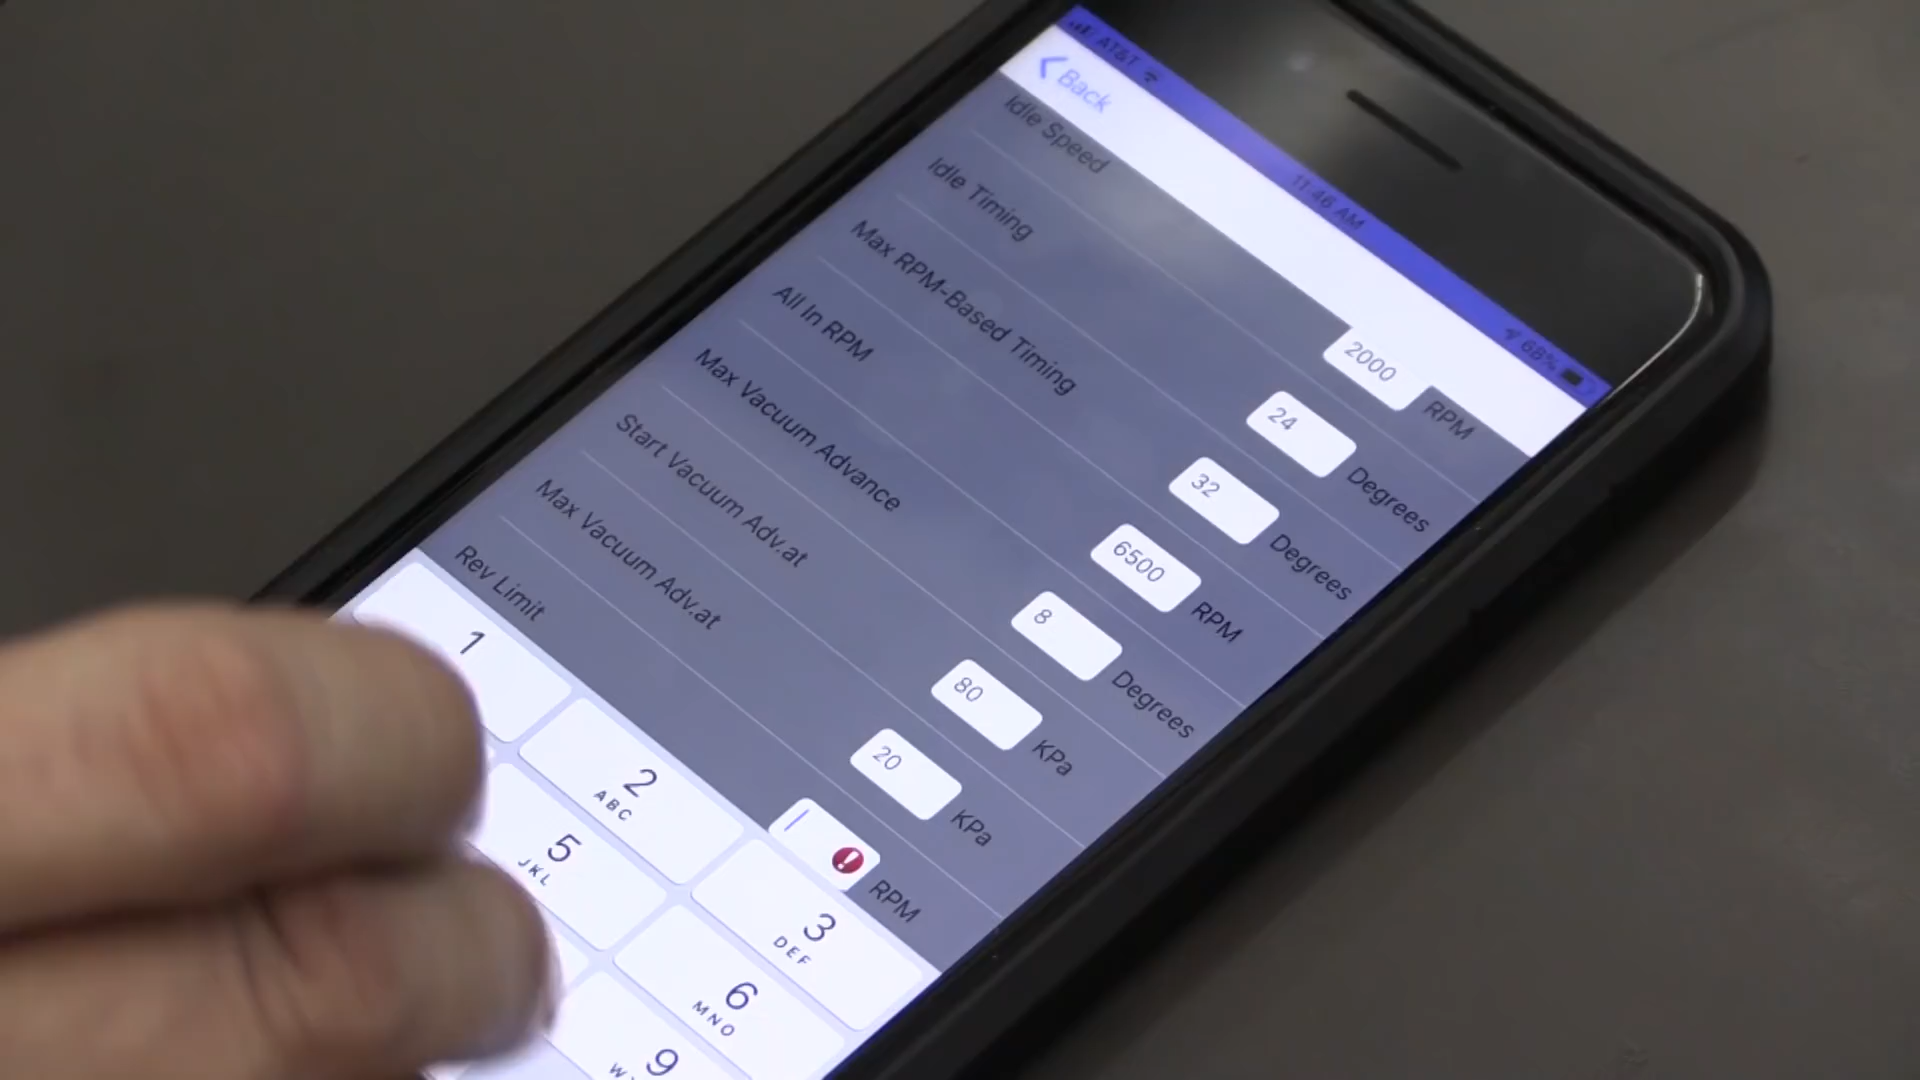 AT&T 11:46 AM 68%
Back
Idle Speed 2000 RPM
Idle Timing 24 Degrees
Max RPM-Based Timing 32 Degrees
All In RPM 6500 RPM
Max Vacuum Advance 8 Degrees
Start Vacuum Adv.at 80 KPa
Max Vacuum Adv.at 20 KPa
Rev Limit RPM
1
2 ABC
3 DEF
5 JKL
6 MNO
9